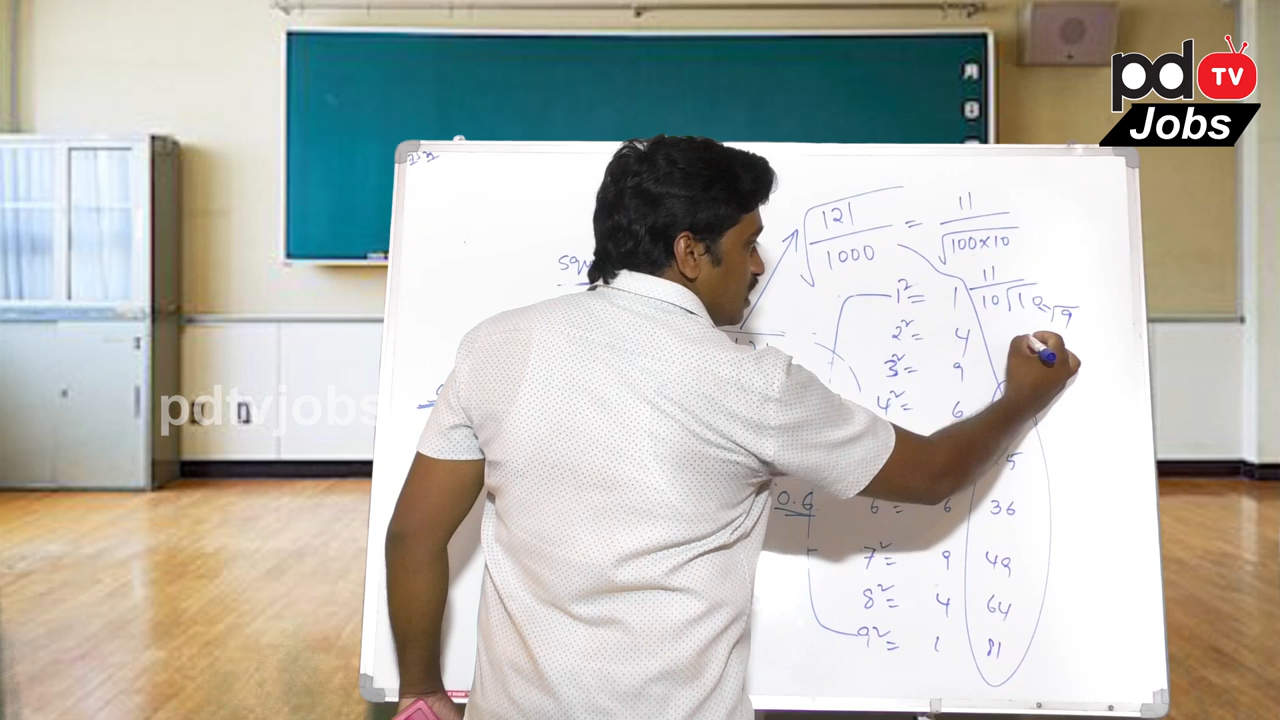 pd TV
Jobs
√121/1000 = 11/√100×10
11/10√10 =√9
1² = 1
2² = 4
3² = 9
4² = 6
5
0.6
6 = 6 36
7² = 9 49
8² = 4 64
9² = 1 81
pdtvjobs